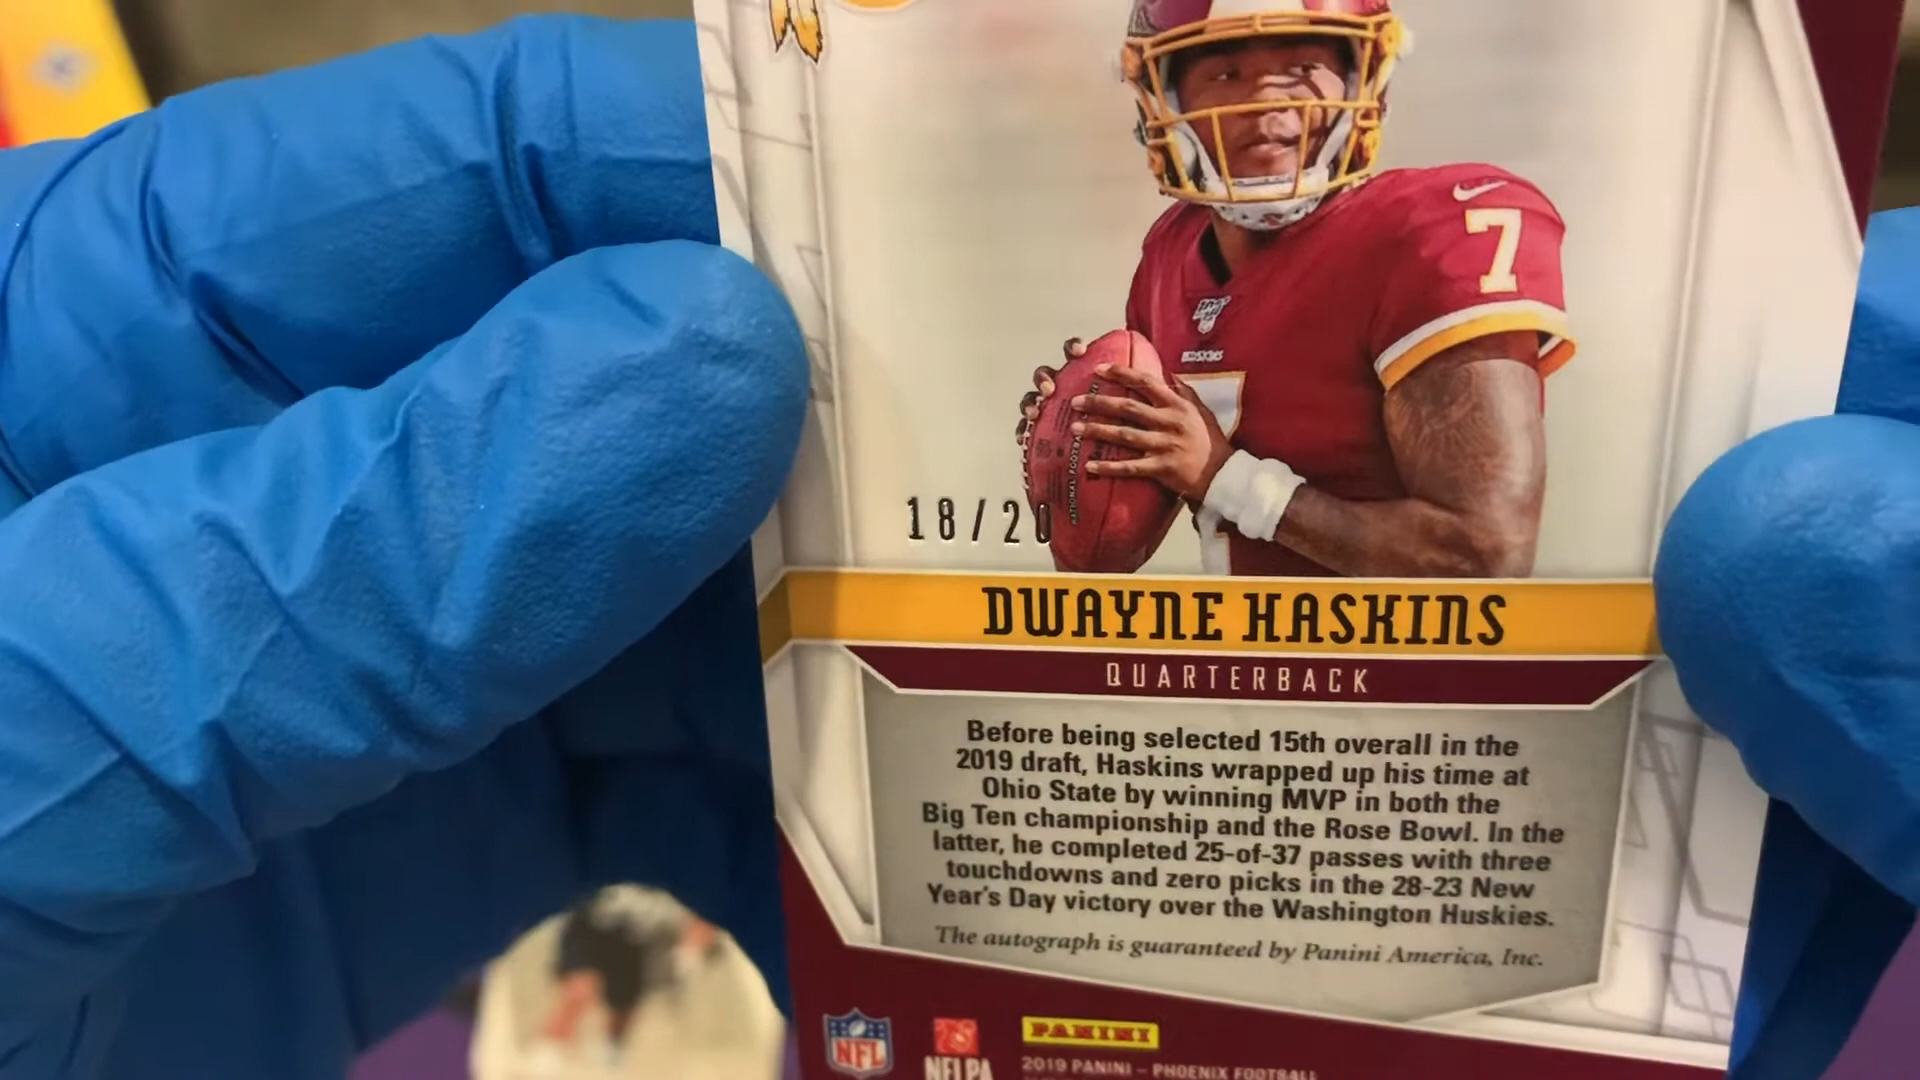 7
REDSKINS
18/20
DWAYNE HASKINS
QUARTERBACK
Before being selected 15th overall in the
2019 draft, Haskins wrapped up his time at
Ohio State by winning MVP in both the
Big Ten championship and the Rose Bowl. In the
latter, he completed 25-of-37 passes with three
touchdowns and zero picks in the 28-23 New
Year's Day victory over the Washington Huskies.
The autograph is guaranteed by Panini America, Inc.
NFL
NFLPA
PANINI
2019 PANINI – PHOENIX FOOTBALL